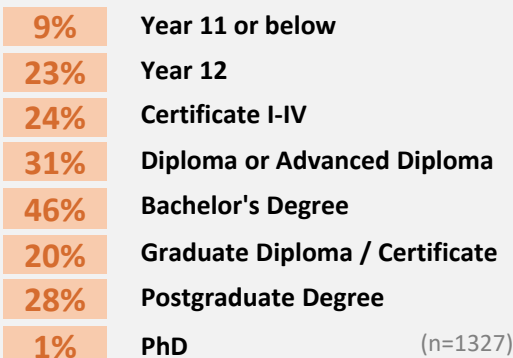 9% Year 11 or below
23% Year 12
24% Certificate I-IV
31% Diploma or Advanced Diploma
46% Bachelor's Degree
20% Graduate Diploma / Certificate
28% Postgraduate Degree
1% PhD (n=1327)